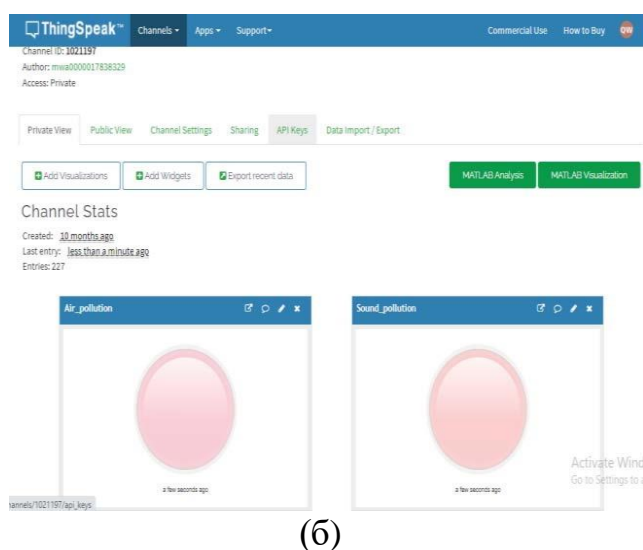 ThingSpeak™ Channels Apps Support Commercial Use How to Buy QW
Channel ID: 1021197
Author: mwa0000017838329
Access: Private
Private View Public View Channel Settings Sharing API Keys Data Import / Export
Add Visualizations Add Widgets Export recent data MATLAB Analysis MATLAB Visualization
Channel Stats
Created: 10 months ago
Last entry: less than a minute ago
Entries: 227
Air_pollution Sound_pollution
a few seconds ago a few seconds ago
Activate Wind
Go to Settings to a
hannels/1021197/api_keys
(б)